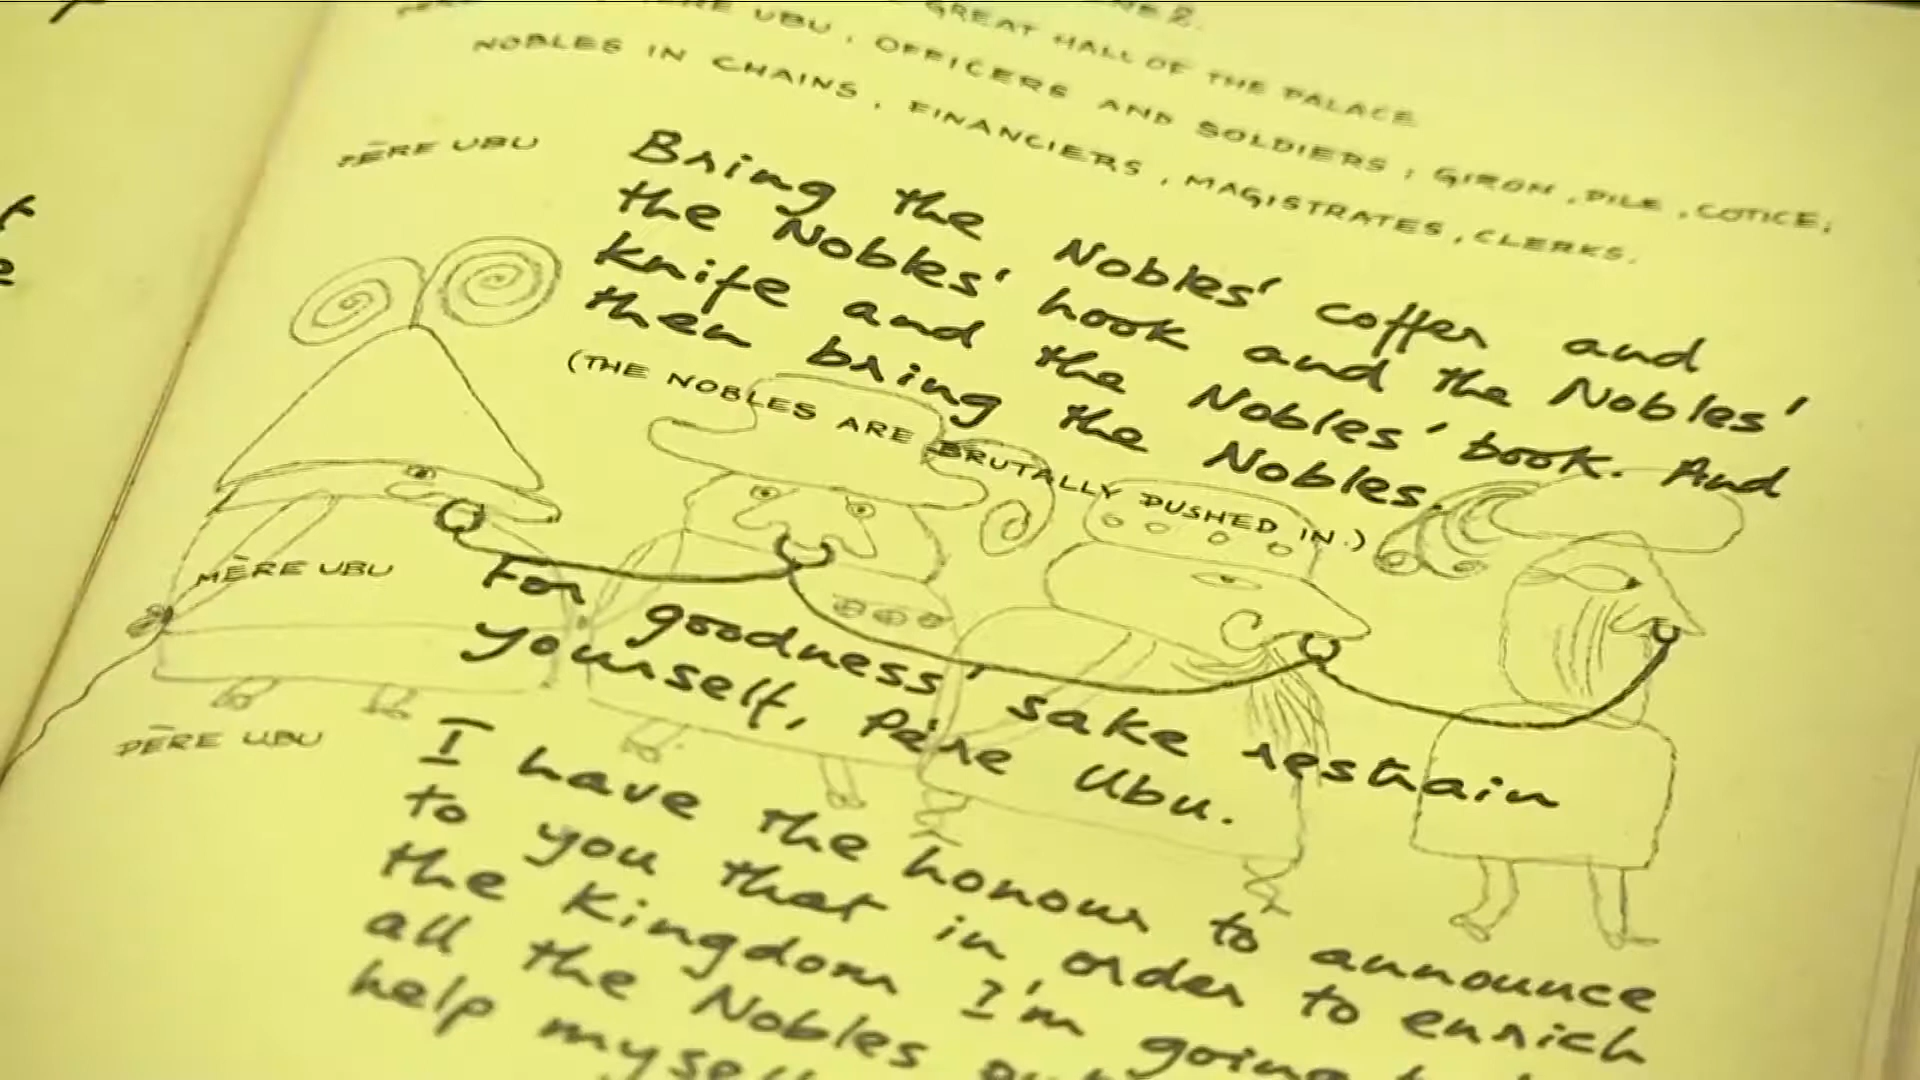 GREAT HALL OF THE PALACE
UBU, OFFICERS AND SOLDIERS; GIRON, PILE, COTICE;
NOBLES IN CHAINS, FINANCIERS, MAGISTRATES, CLERKS.
PÈRE UBU
Bring the Nobles' coffer and
the Nobles' hook and the Nobles'
knife and the Nobles' book. And
then bring the Nobles.
(THE NOBLES ARE BRUTALLY PUSHED IN.)
MÈRE UBU
For goodness' sake restrain
yourself, Père Ubu.
PÈRE UBU
I have the honour to announce
to you that in order to enrich
the Kingdom I'm going
all the Nobles
help